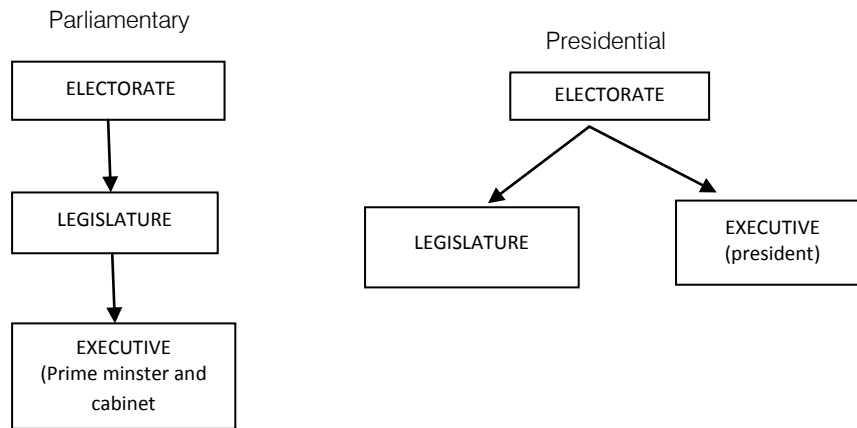 Parliamentary
ELECTORATE
LEGISLATURE
EXECUTIVE
(Prime minster and
cabinet
Presidential
ELECTORATE
LEGISLATURE
EXECUTIVE
(president)